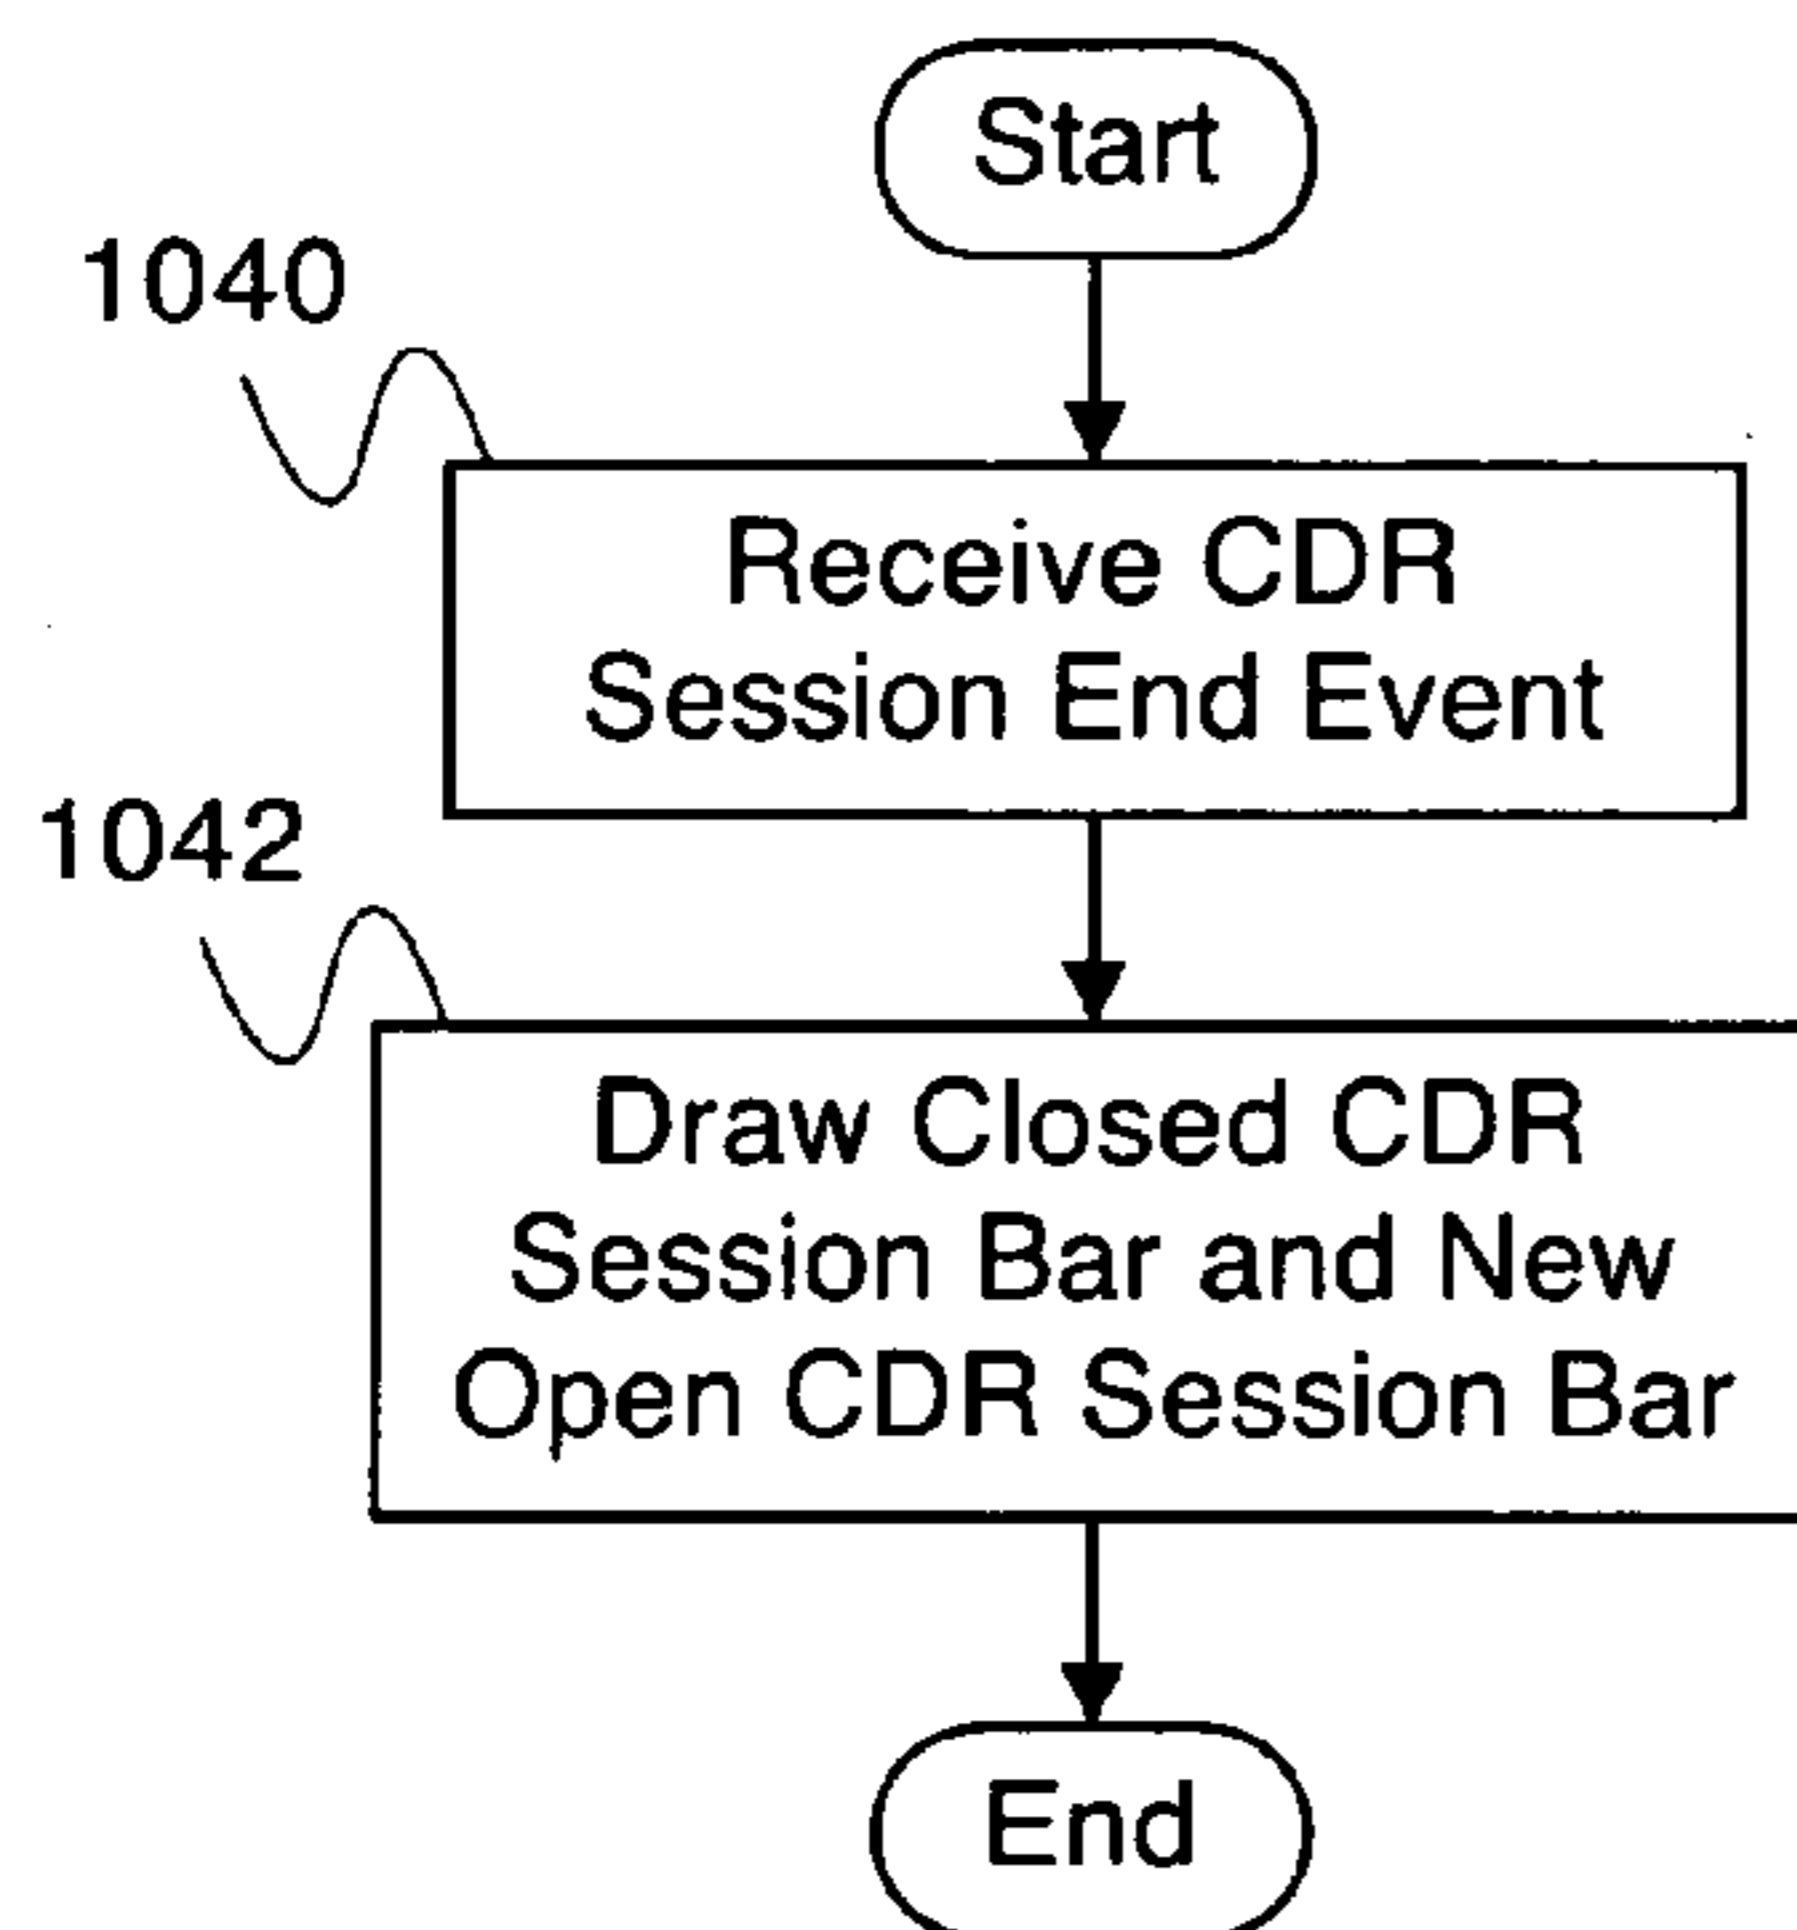 Start
1040
Receive CDR
Session End Event
1042
Draw Closed CDR
Session Bar and New
Open CDR Session Bar
End